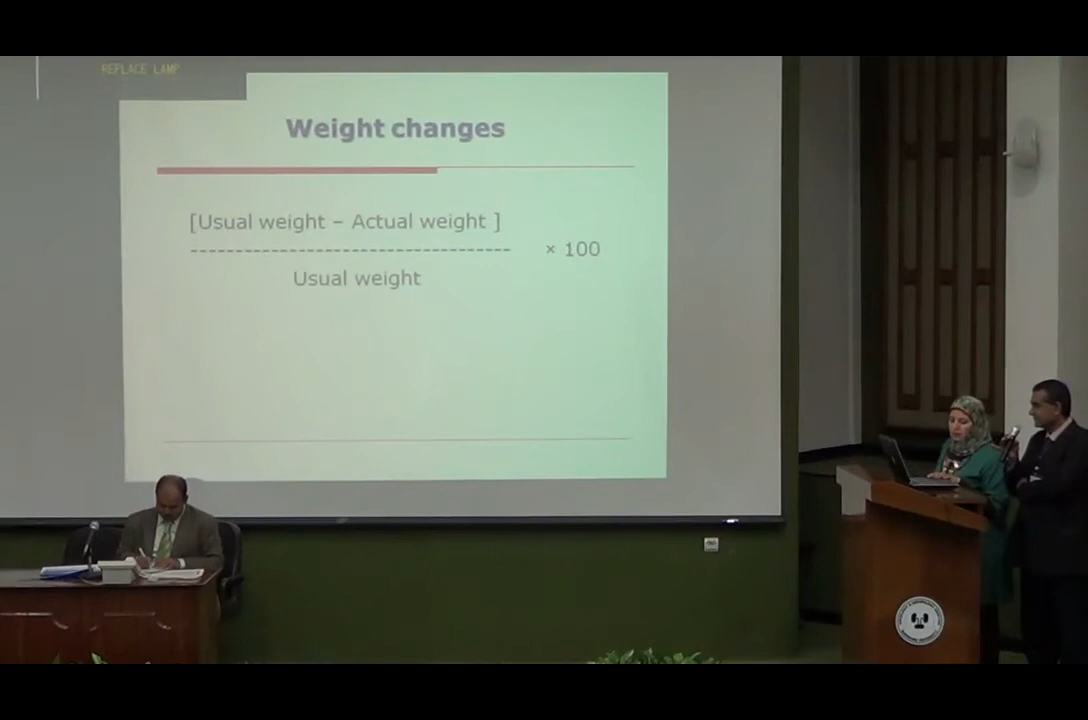 REPLACE LAMP
Weight changes
[Usual weight – Actual weight ]
------------------------------------ × 100
Usual weight